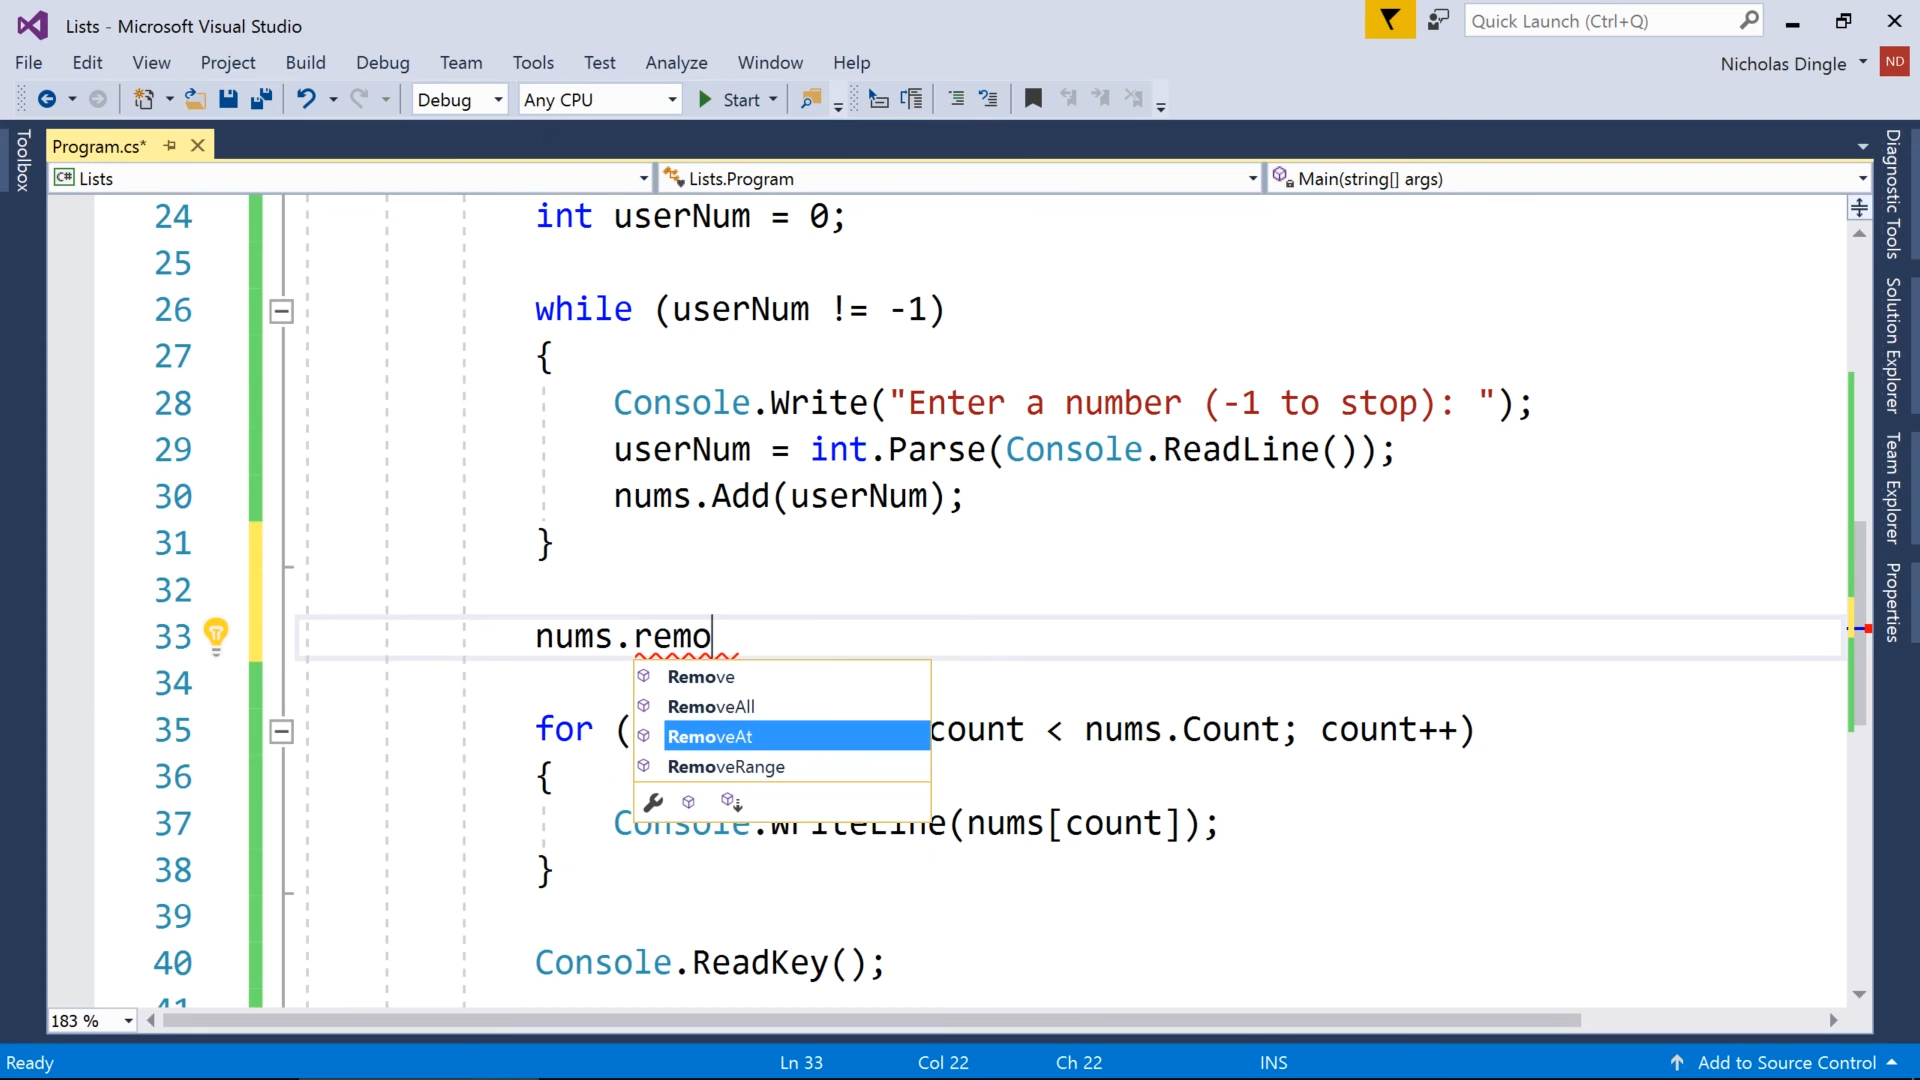 Lists - Microsoft Visual Studio
Quick Launch (Ctrl+Q)
File Edit View Project Build Debug Team Tools Test Analyze Window Help
Nicholas Dingle ND
Debug Any CPU Start
Toolbox
Program.cs*
C# Lists Lists.Program Main(string[] args)
24 int userNum = 0;
25
26 while (userNum != -1)
27 {
28 Console.Write("Enter a number (-1 to stop): ");
29 userNum = int.Parse(Console.ReadLine());
30 nums.Add(userNum);
31 }
32
33 nums.remo
Remove
RemoveAll
RemoveAt
RemoveRange
34
35 for ( count < nums.Count; count++)
36 {
37 Console.WriteLine(nums[count]);
38 }
39
40 Console.ReadKey();
41
Diagnostic Tools
Solution Explorer
Team Explorer
Properties
183 %
Ready Ln 33 Col 22 Ch 22 INS Add to Source Control